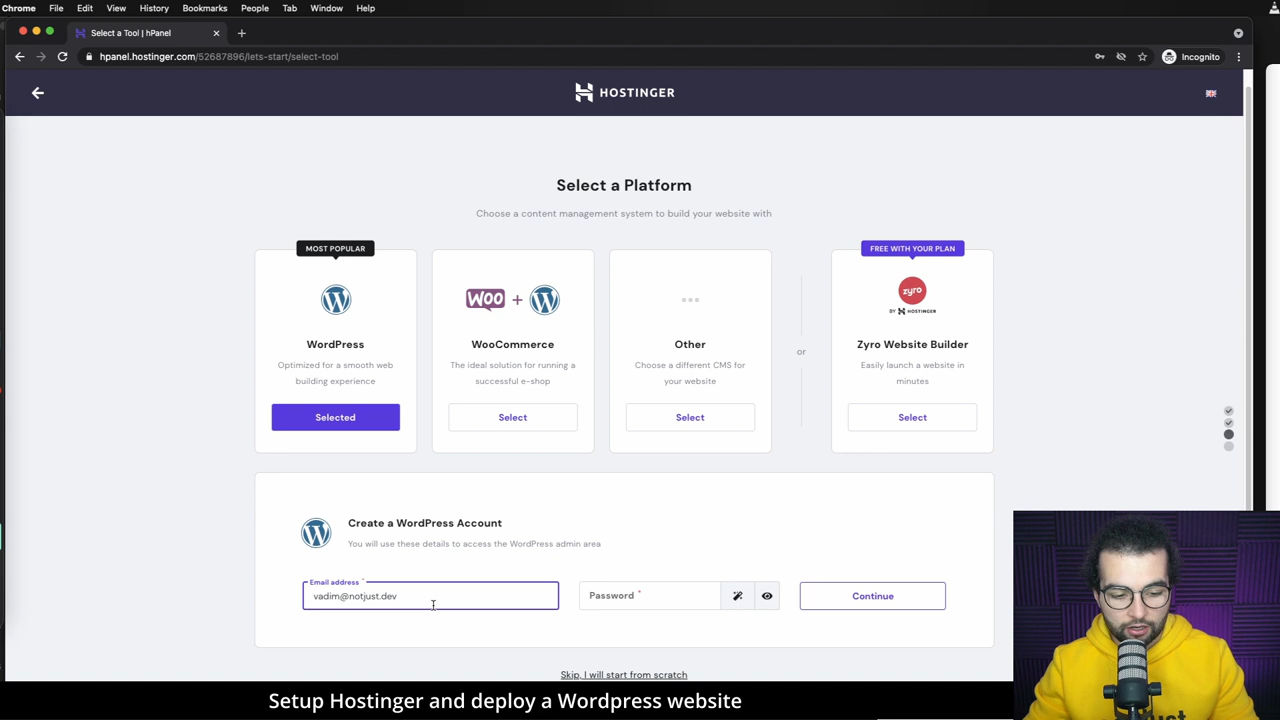 Chrome File Edit View History Bookmarks People Tab Window Help
Select a Tool | hPanel
hpanel.hostinger.com/52687896/lets-start/select-tool
Incognito
HOSTINGER
Select a Platform
Choose a content management system to build your website with
MOST POPULAR
WordPress
Optimized for a smooth web
building experience
Selected
WOO +
WooCommerce
The ideal solution for running a
successful e-shop
Select
Other
Choose a different CMS for
your website
Select
or
FREE WITH YOUR PLAN
zyro
BY HOSTINGER
Zyro Website Builder
Easily launch a website in
minutes
Select
Create a WordPress Account
You will use these details to access the WordPress admin area
Email address *
vadim@notjust.dev
Password *
Continue
Skip, I will start from scratch
Setup Hostinger and deploy a Wordpress website